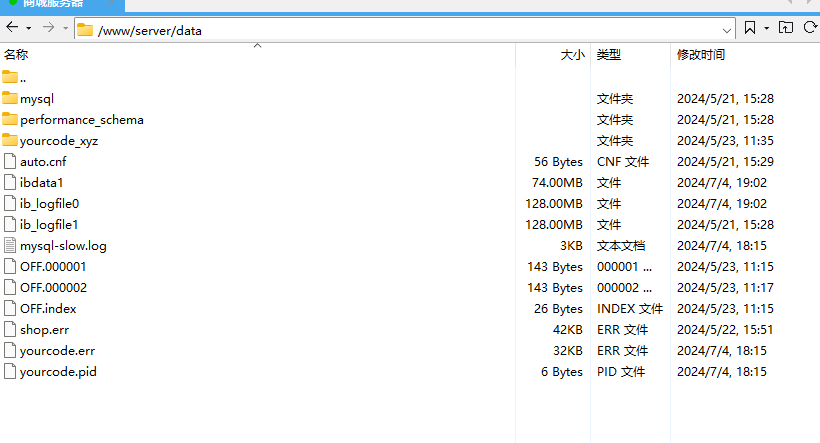 商城服务器
/www/server/data
名称 大小 类型 修改时间
..
mysql 文件夹 2024/5/21, 15:28
performance_schema 文件夹 2024/5/21, 15:28
yourcode_xyz 文件夹 2024/5/23, 11:35
auto.cnf 56 Bytes CNF 文件 2024/5/21, 15:29
ibdata1 74.00MB 文件 2024/7/4, 19:02
ib_logfile0 128.00MB 文件 2024/7/4, 19:02
ib_logfile1 128.00MB 文件 2024/5/21, 15:28
mysql-slow.log 3KB 文本文档 2024/7/4, 18:15
OFF.000001 143 Bytes 000001 ... 2024/5/23, 11:15
OFF.000002 143 Bytes 000002 ... 2024/5/23, 11:17
OFF.index 26 Bytes INDEX 文件 2024/5/23, 11:15
shop.err 42KB ERR 文件 2024/5/22, 15:51
yourcode.err 32KB ERR 文件 2024/7/4, 18:15
yourcode.pid 6 Bytes PID 文件 2024/7/4, 18:15